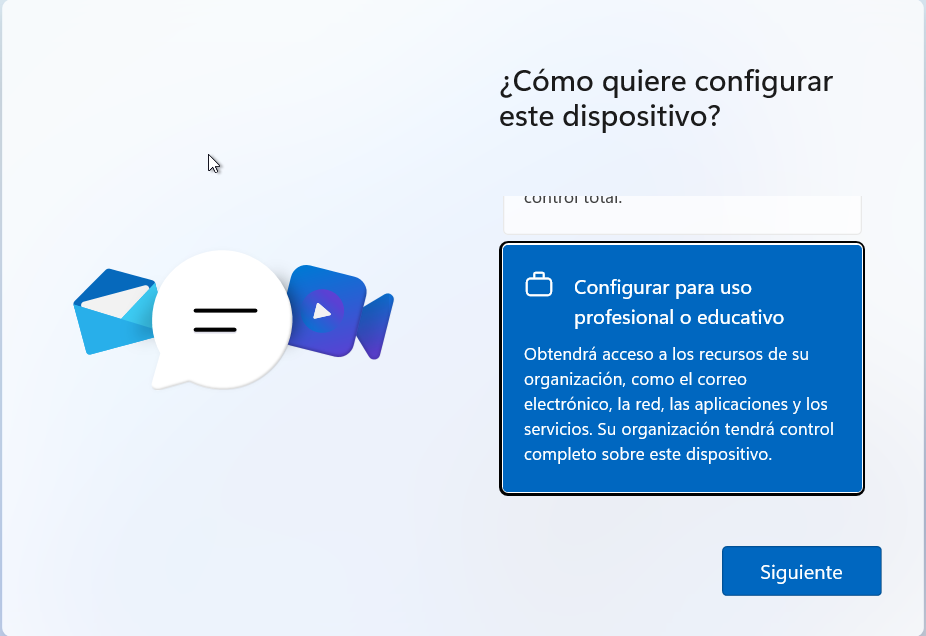 ¿Cómo quiere configurar
este dispositivo?
control total.
Configurar para uso
profesional o educativo
Obtendrá acceso a los recursos de su
organización, como el correo
electrónico, la red, las aplicaciones y los
servicios. Su organización tendrá control
completo sobre este dispositivo.
Siguiente